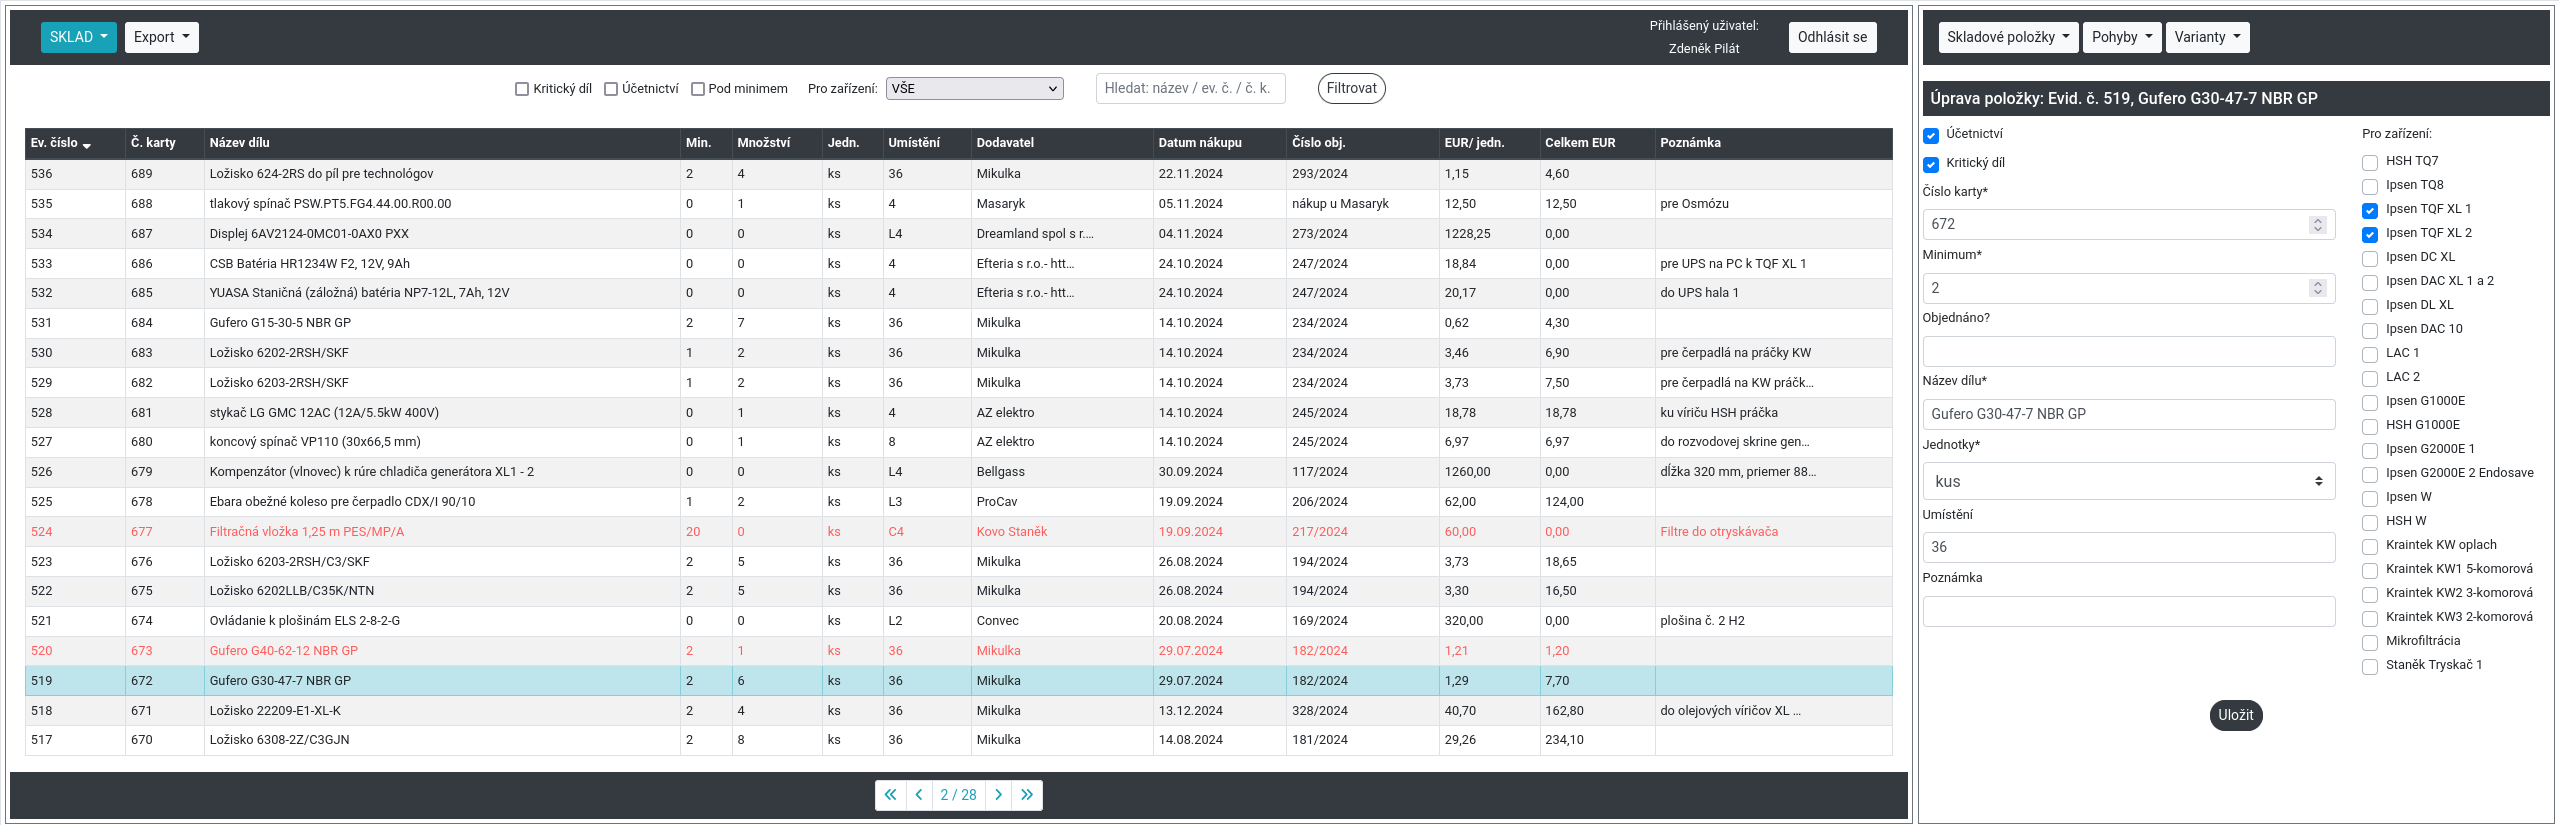 SKLAD Export Přihlášený uživatel: Zdeněk Pilát Odhlásit se
Kritický díl Účetnictví Pod minimem Pro zařízení: VŠE Hledat: název / ev. č. / č. k. Filtrovat
Ev. číslo Č. karty Název dílu Min. Množství Jedn. Umístění Dodavatel Datum nákupu Číslo obj. EUR/ jedn. Celkem EUR Poznámka
536 689 Ložisko 624-2RS do píl pre technológov 2 4 ks 36 Mikulka 22.11.2024 293/2024 1,15 4,60
535 688 tlakový spínač PSW.PT5.FG4.44.00.R00.00 0 1 ks 4 Masaryk 05.11.2024 nákup u Masaryk 12,50 12,50 pre Osmózu
534 687 Displej 6AV2124-0MC01-0AX0 PXX 0 0 ks L4 Dreamland spol s r.... 04.11.2024 273/2024 1228,25 0,00
533 686 CSB Batéria HR1234W F2, 12V, 9Ah 0 0 ks 4 Efteria s r.o.- htt... 24.10.2024 247/2024 18,84 0,00 pre UPS na PC k TQF XL 1
532 685 YUASA Staničná (záložná) batéria NP7-12L, 7Ah, 12V 0 0 ks 4 Efteria s r.o.- htt... 24.10.2024 247/2024 20,17 0,00 do UPS hala 1
531 684 Gufero G15-30-5 NBR GP 2 7 ks 36 Mikulka 14.10.2024 234/2024 0,62 4,30
530 683 Ložisko 6202-2RSH/SKF 1 2 ks 36 Mikulka 14.10.2024 234/2024 3,46 6,90 pre čerpadlá na práčky KW
529 682 Ložisko 6203-2RSH/SKF 1 2 ks 36 Mikulka 14.10.2024 234/2024 3,73 7,50 pre čerpadlá na KW práčk...
528 681 stykač LG GMC 12AC (12A/5.5kW 400V) 0 1 ks 4 AZ elektro 14.10.2024 245/2024 18,78 18,78 ku víriču HSH práčka
527 680 koncový spínač VP110 (30x66,5 mm) 0 1 ks 8 AZ elektro 14.10.2024 245/2024 6,97 6,97 do rozvodovej skrine gen...
526 679 Kompenzátor (vlnovec) k rúre chladiča generátora XL1 - 2 0 0 ks L4 Bellgass 30.09.2024 117/2024 1260,00 0,00 dĺžka 320 mm, priemer 88...
525 678 Ebara obežné koleso pre čerpadlo CDX/I 90/10 1 2 ks L3 ProCav 19.09.2024 206/2024 62,00 124,00
524 677 Filtračná vložka 1,25 m PES/MP/A 20 0 ks C4 Kovo Staněk 19.09.2024 217/2024 60,00 0,00 Filtre do otryskávača
523 676 Ložisko 6203-2RSH/C3/SKF 2 5 ks 36 Mikulka 26.08.2024 194/2024 3,73 18,65
522 675 Ložisko 6202LLB/C35K/NTN 2 5 ks 36 Mikulka 26.08.2024 194/2024 3,30 16,50
521 674 Ovládanie k plošinám ELS 2-8-2-G 0 0 ks L2 Convec 20.08.2024 169/2024 320,00 0,00 plošina č. 2 H2
520 673 Gufero G40-62-12 NBR GP 2 1 ks 36 Mikulka 29.07.2024 182/2024 1,21 1,20
519 672 Gufero G30-47-7 NBR GP 2 6 ks 36 Mikulka 29.07.2024 182/2024 1,29 7,70
518 671 Ložisko 22209-E1-XL-K 2 4 ks 36 Mikulka 13.12.2024 328/2024 40,70 162,80 do olejových víričov XL ...
517 670 Ložisko 6308-2Z/C3GJN 2 8 ks 36 Mikulka 14.08.2024 181/2024 29,26 234,10
2 / 28
Skladové položky Pohyby Varianty
Úprava položky: Evid. č. 519, Gufero G30-47-7 NBR GP
Účetnictví
Kritický díl
Číslo karty*
672
Minimum*
2
Objednáno?
Název dílu*
Gufero G30-47-7 NBR GP
Jednotky*
kus
Umístění
36
Poznámka
Pro zařízení:
HSH TQ7
Ipsen TQ8
Ipsen TQF XL 1
Ipsen TQF XL 2
Ipsen DC XL
Ipsen DAC XL 1 a 2
Ipsen DL XL
Ipsen DAC 10
LAC 1
LAC 2
Ipsen G1000E
HSH G1000E
Ipsen G2000E 1
Ipsen G2000E 2 Endosave
Ipsen W
HSH W
Kraintek KW oplach
Kraintek KW1 5-komorová
Kraintek KW2 3-komorová
Kraintek KW3 2-komorová
Mikrofiltrácia
Staněk Tryskač 1
Uložit